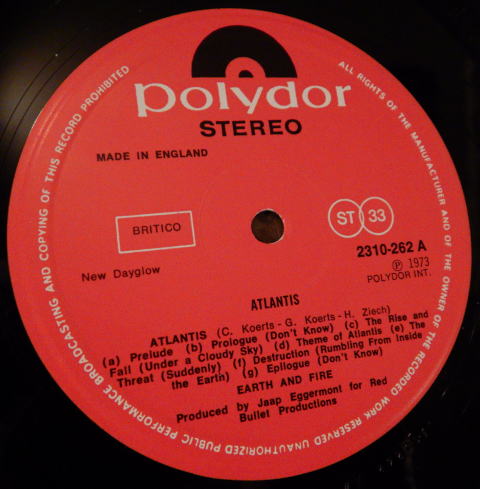 polydor
STEREO
MADE IN ENGLAND
BRITICO
ST 33
2310-262 A
New Dayglow
℗ 1973
POLYDOR INT.
ATLANTIS
ATLANTIS (C. Koerts - G. Koerts - H. Ziech)
(a) Prelude (b) Prologue (Don't Know) (c) The Rise and
Fall (Under a Cloudy Sky) (d) Theme of Atlantis (e) The
Threat (Suddenly) (f) Destruction (Rumbling From Inside
the Earth) (g) Epilogue (Don't Know)
EARTH AND FIRE
Produced by Jaap Eggermont for Red
Bullet Productions
ALL RIGHTS OF THE MANUFACTURER AND OF THE OWNER OF THE RECORDED WORK RESERVED UNAUTHORIZED PUBLIC PERFORMANCE BROADCASTING AND COPYING OF THIS RECORD PROHIBITED